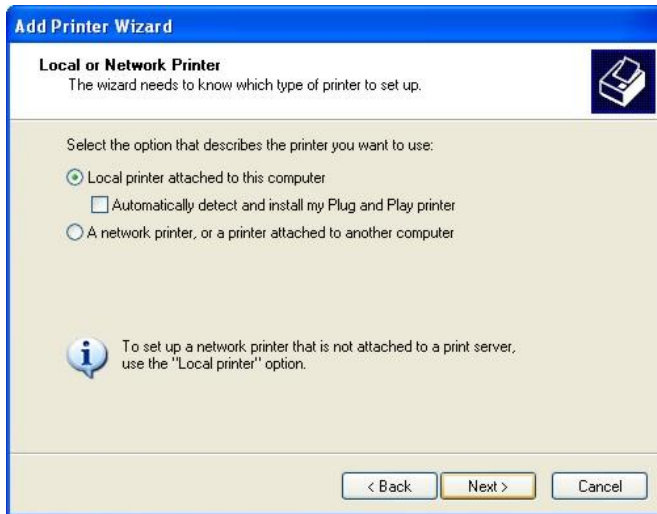 Add Printer Wizard
Local or Network Printer
The wizard needs to know which type of printer to set up.
Select the option that describes the printer you want to use:
Local printer attached to this computer
Automatically detect and install my Plug and Play printer
A network printer, or a printer attached to another computer
To set up a network printer that is not attached to a print server,
use the "Local printer" option.
< Back Next > Cancel